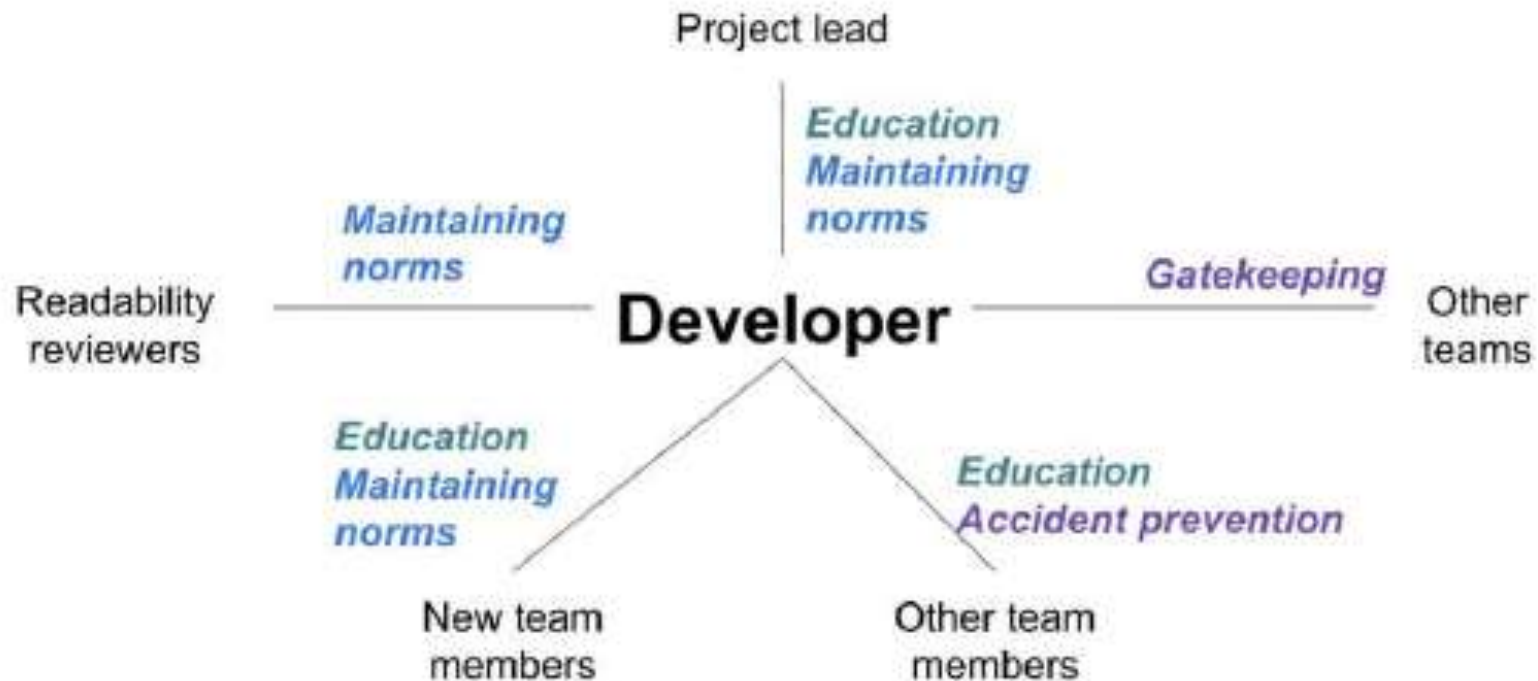 Project lead
Education
Maintaining
norms
Maintaining
norms
Gatekeeping
Readability
reviewers
Developer
Other
teams
Education
Maintaining
norms
Education
Accident prevention
New team
members
Other team
members